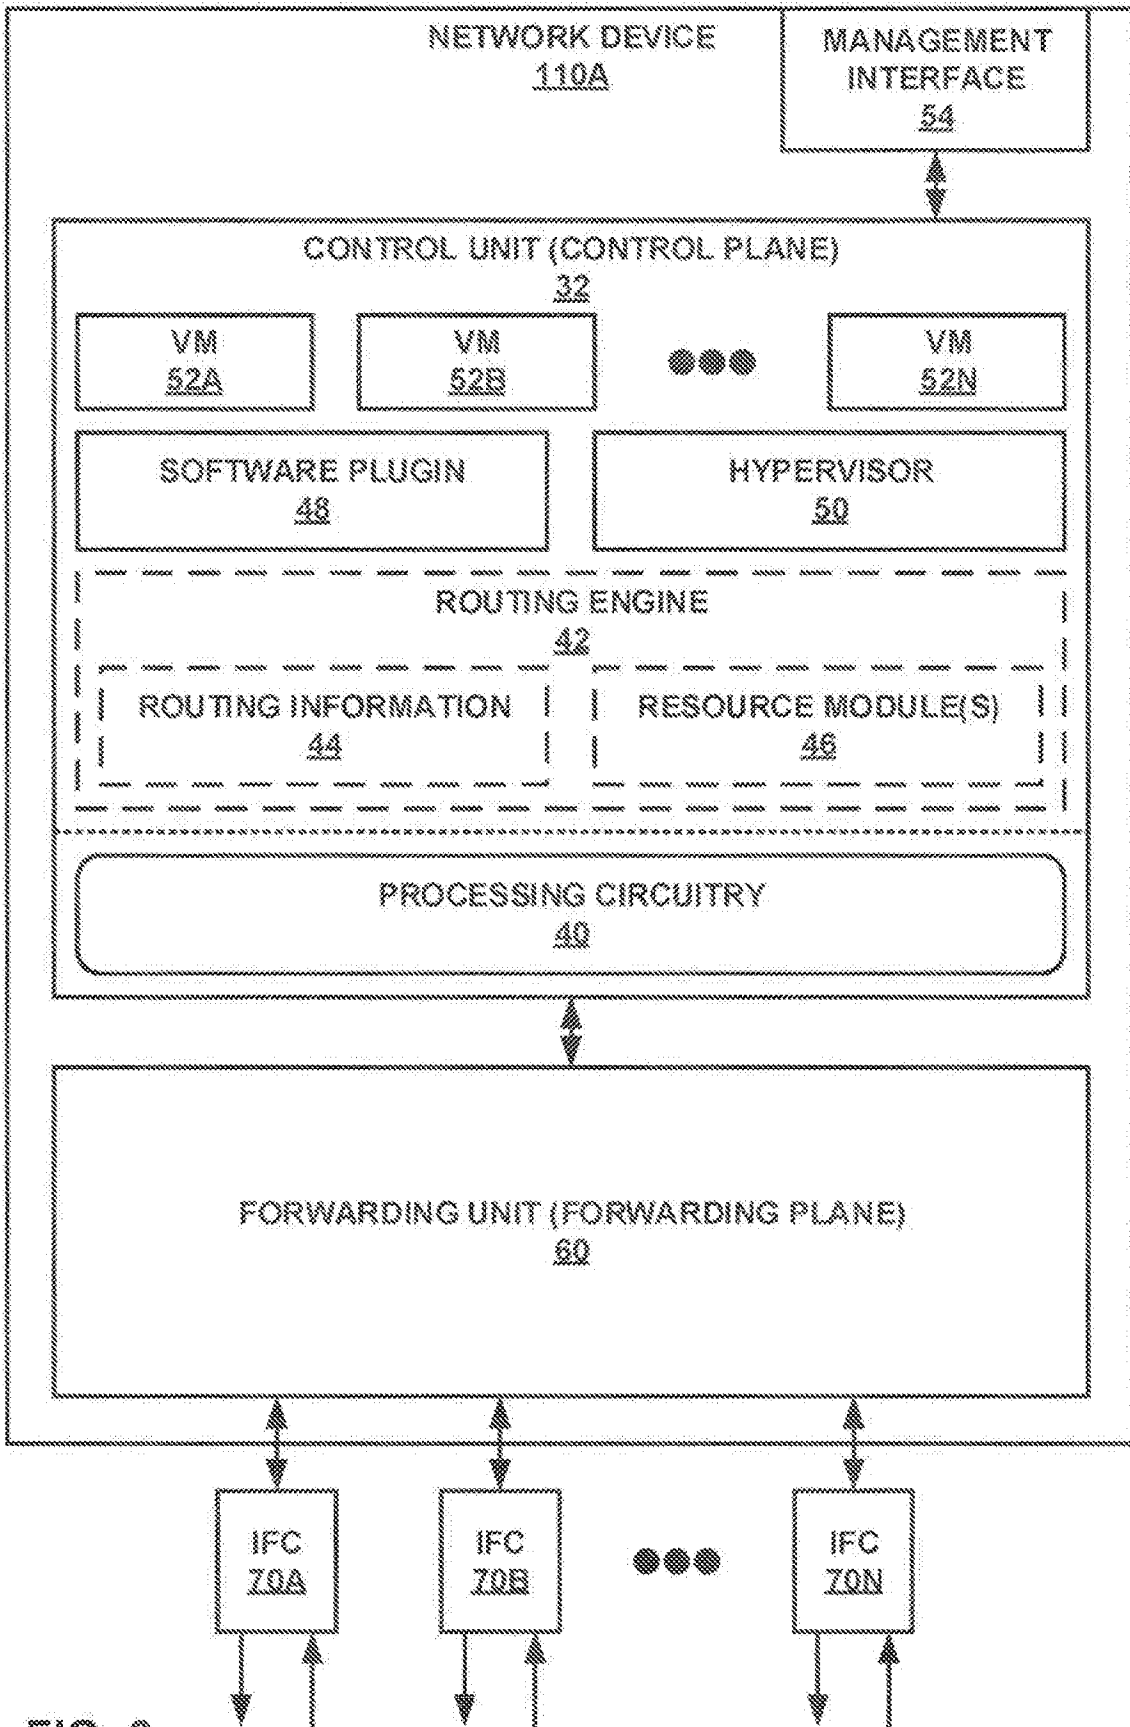 NETWORK DEVICE
110A
MANAGEMENT
INTERFACE
54
CONTROL UNIT (CONTROL PLANE)
32
VM
52A
VM
52B
VM
52N
SOFTWARE PLUGIN
48
HYPERVISOR
50
ROUTING ENGINE
42
ROUTING INFORMATION
44
RESOURCE MODULE(S)
46
PROCESSING CIRCUITRY
40
FORWARDING UNIT (FORWARDING PLANE)
60
IFC
70A
IFC
70B
IFC
70N
FIG.